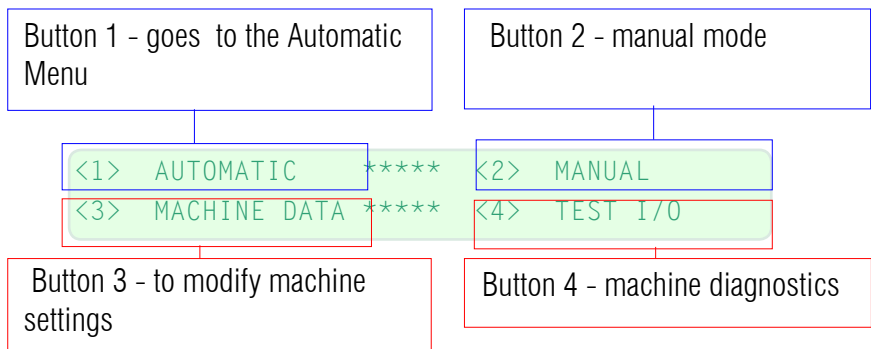 Button 1 - goes to the Automatic
Menu
Button 2 - manual mode
<1> AUTOMATIC ***** <2> MANUAL
<3> MACHINE DATA ***** <4> TEST I/O
Button 3 - to modify machine
settings
Button 4 - machine diagnostics